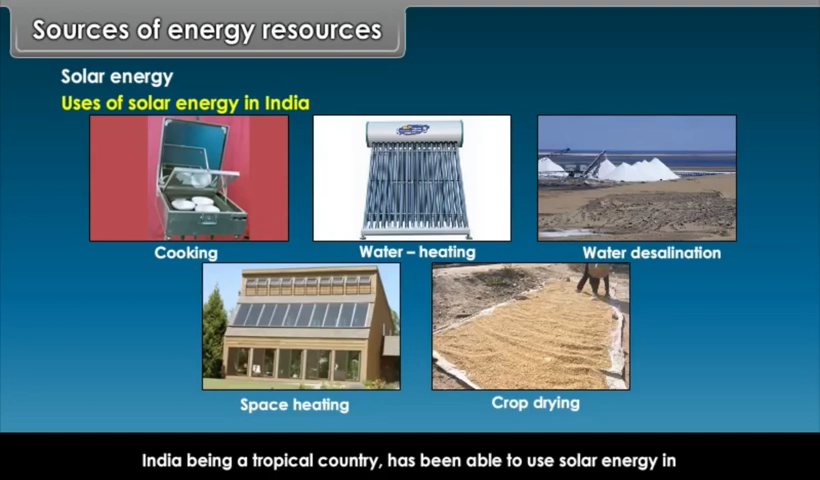 Sources of energy resources
Solar energy
Uses of solar energy in India
Cooking
Water – heating
Water desalination
Space heating
Crop drying
India being a tropical country, has been able to use solar energy in